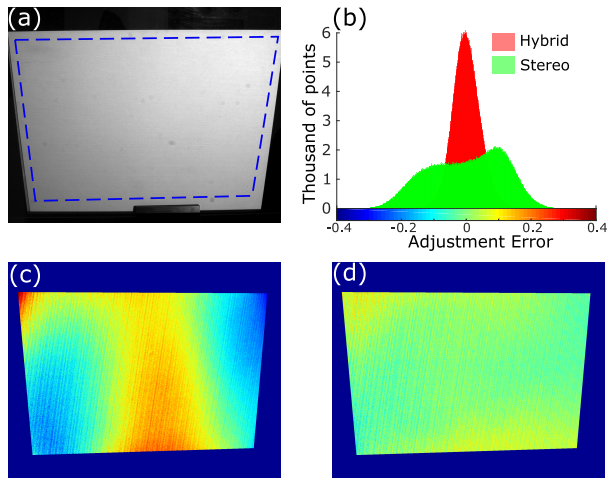 (a)
(b)
Hybrid
Stereo
Thousand of points
6
5
4
3
2
1
0
-0.4
-0.2
0
0.2
0.4
Adjustment Error
(c)
(d)